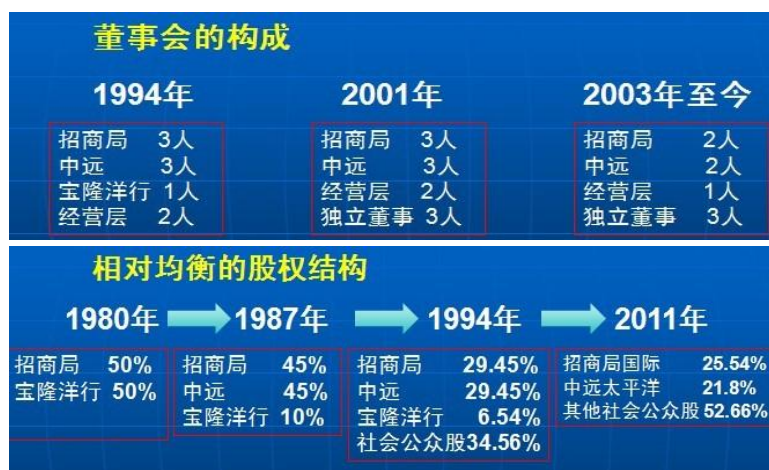 董事会的构成
1994年 2001年 2003年至今
招商局 3人
中远 3人
宝隆洋行 1人
经营层 2人
招商局 3人
中远 3人
经营层 2人
独立董事 3人
招商局 2人
中远 2人
经营层 1人
独立董事 3人
相对均衡的股权结构
1980年 1987年 1994年 2011年
招商局 50%
宝隆洋行 50%
招商局 45%
中远 45%
宝隆洋行 10%
招商局 29.45%
中远 29.45%
宝隆洋行 6.54%
社会公众股34.56%
招商局国际 25.54%
中远太平洋 21.8%
其他社会公众股 52.66%